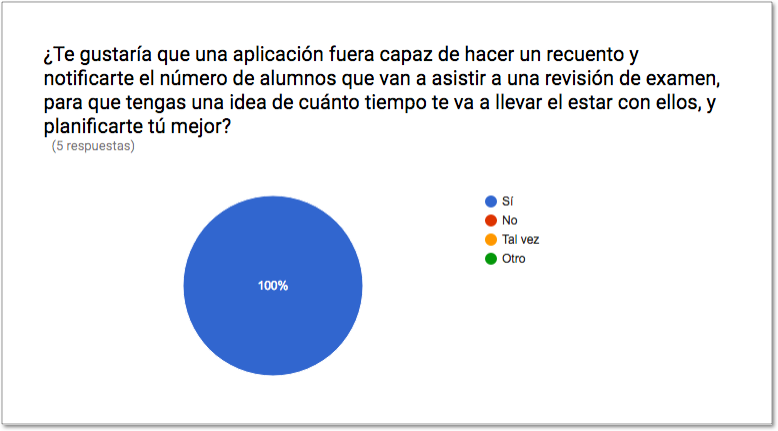 ¿Te gustaría que una aplicación fuera capaz de hacer un recuento y
notificarte el número de alumnos que van a asistir a una revisión de examen,
para que tengas una idea de cuánto tiempo te va a llevar el estar con ellos, y
planificarte tú mejor?
(5 respuestas)
100%
Sí
No
Tal vez
Otro